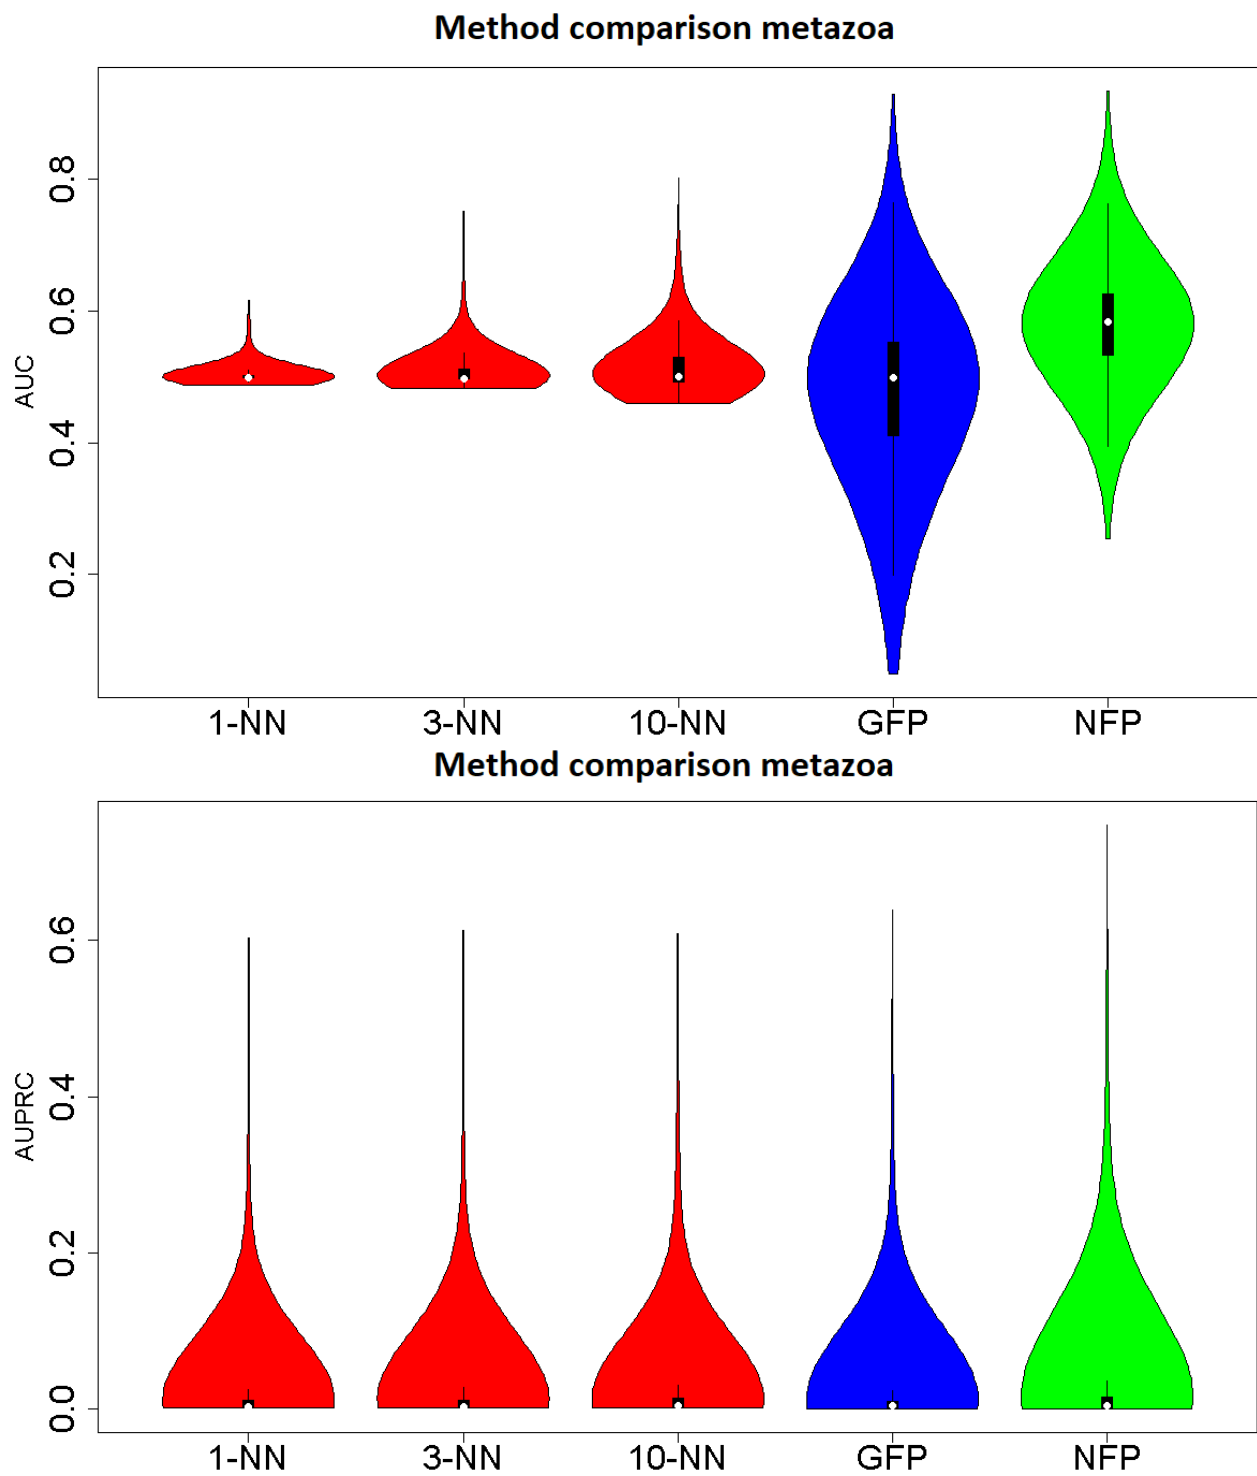 Method comparison metazoa
AUC
0.8
0.6
0.4
0.2
1-NN 3-NN 10-NN GFP NFP
Method comparison metazoa
AUPRC
0.6
0.4
0.2
0.0
1-NN 3-NN 10-NN GFP NFP